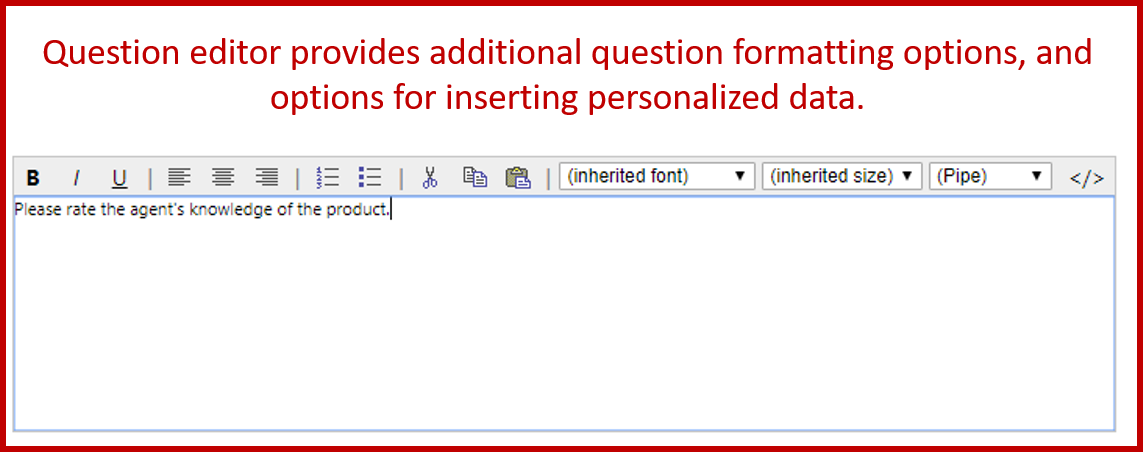 Question editor provides additional question formatting options, and
options for inserting personalized data.
B I U (inherited font) (inherited size) (Pipe) </>
Please rate the agent's knowledge of the product.